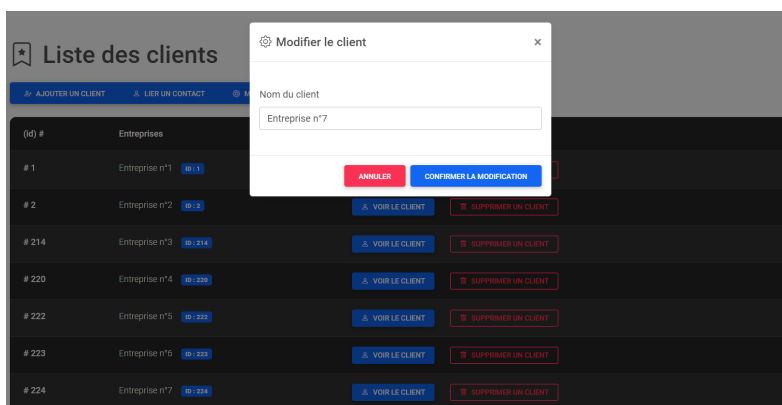 Liste des clients
Modifier le client ×
AJOUTER UN CLIENT LIER UN CONTACT M
Nom du client
Entreprise n°7
ANNULER CONFIRMER LA MODIFICATION
(id) # Entreprises
# 1 Entreprise n°1 ID : 1
# 2 Entreprise n°2 ID : 2 VOIR LE CLIENT SUPPRIMER UN CLIENT
# 214 Entreprise n°3 ID : 214 VOIR LE CLIENT SUPPRIMER UN CLIENT
# 220 Entreprise n°4 ID : 220 VOIR LE CLIENT SUPPRIMER UN CLIENT
# 222 Entreprise n°5 ID : 222 VOIR LE CLIENT SUPPRIMER UN CLIENT
# 223 Entreprise n°6 ID : 223 VOIR LE CLIENT SUPPRIMER UN CLIENT
# 224 Entreprise n°7 ID : 224 VOIR LE CLIENT SUPPRIMER UN CLIENT